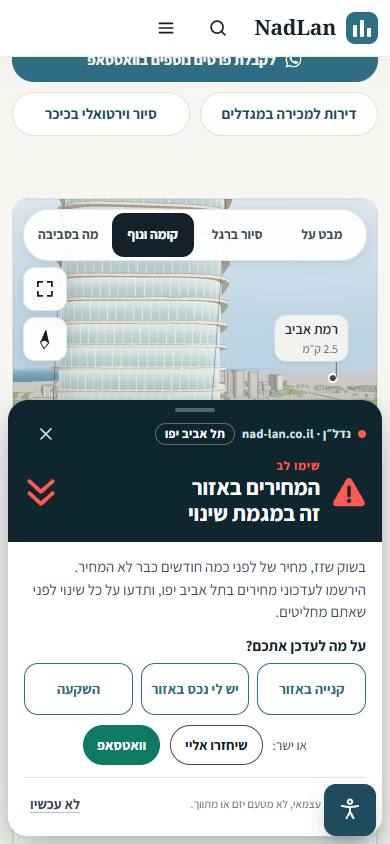 NadLan
לקבלת פרטים נוספים בוואטסאפ
דירות למכירה במגדלים
סיור וירטואלי בכיכר
מבט על
סיור ברגל
קומה ונוף
מה בסביבה
רמת אביב
2.5 ק״מ
נדל״ן · nad-lan.co.il
תל אביב יפו
שימו לב
המחירים באזור
זה במגמת שינוי
בשוק שזז, מחיר של לפני כמה חודשים כבר לא המחיר.
הירשמו לעדכוני מחירים בתל אביב יפו, ותדעו על כל שינוי לפני
שאתם מחליטים.
על מה לעדכן אתכם?
קנייה באזור
יש לי נכס באזור
השקעה
או ישר:
שיחזרו אליי
וואטסאפ
עצמאי, לא מטעם יזם או מתווך.
לא עכשיו